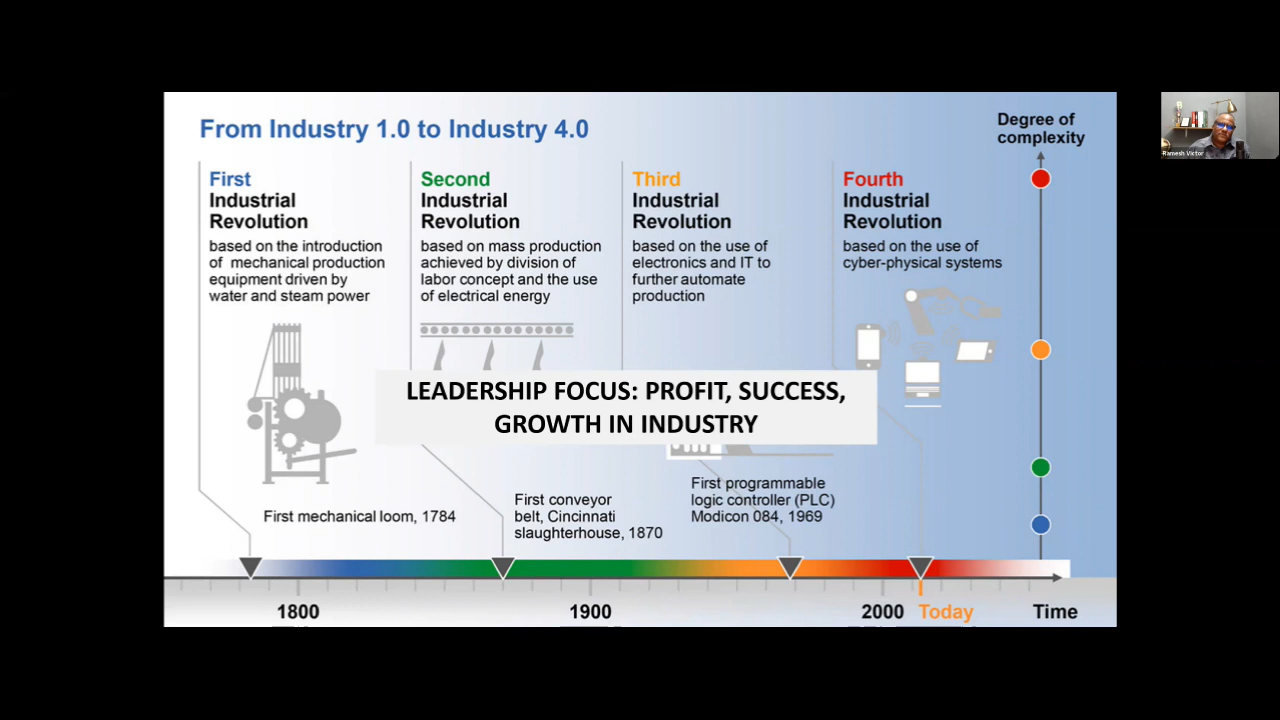 From Industry 1.0 to Industry 4.0
Degree of
complexity
First
Industrial
Revolution
based on the introduction
of mechanical production
equipment driven by
water and steam power
Second
Industrial
Revolution
based on mass production
achieved by division of
labor concept and the use
of electrical energy
Third
Industrial
Revolution
based on the use of
electronics and IT to
further automate
production
Fourth
Industrial
Revolution
based on the use of
cyber-physical systems
LEADERSHIP FOCUS: PROFIT, SUCCESS,
GROWTH IN INDUSTRY
First mechanical loom, 1784
First conveyor
belt, Cincinnati
slaughterhouse, 1870
First programmable
logic controller (PLC)
Modicon 084, 1969
1800
1900
2000
Today
Time
Ramesh Victor